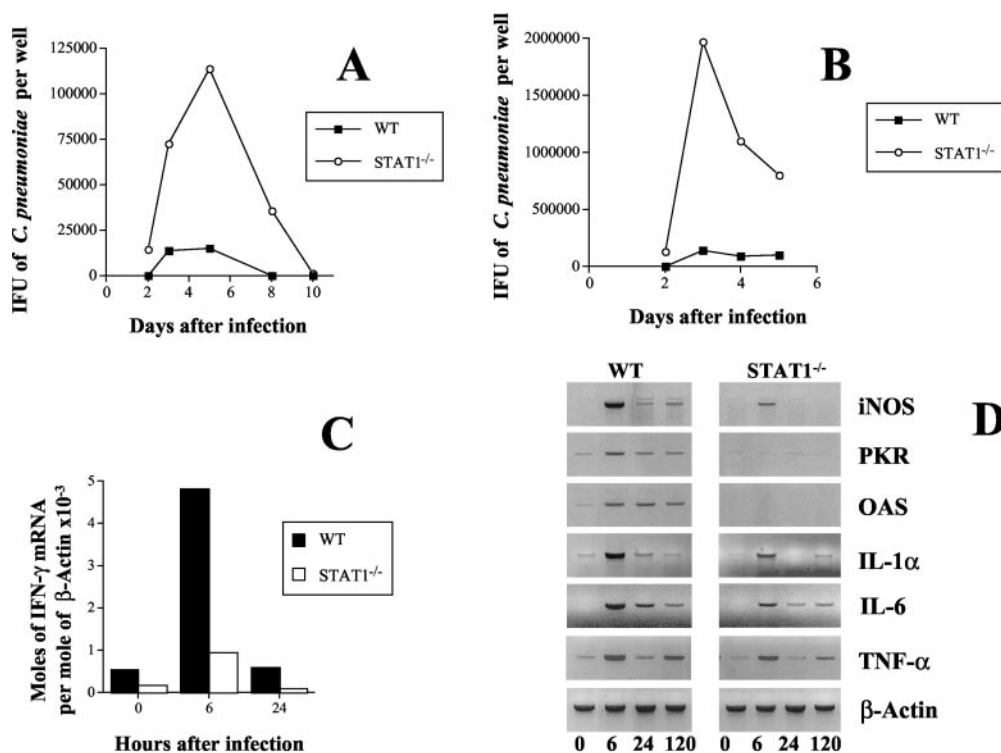 A
IFU of C. pneumoniae per well
125000
100000
75000
50000
25000
0
0 2 4 6 8 10
Days after infection
WT
STAT1-/-
B
IFU of C. pneumoniae per well
2000000
1500000
1000000
500000
0
0 2 4 6
Days after infection
WT
STAT1-/-
C
Moles of IFN-γ mRNA
per mole of β-Actin x10-3
5
4
3
2
1
0
0 6 24
Hours after infection
WT
STAT1-/-
D
WT STAT1-/-
iNOS
PKR
OAS
IL-1α
IL-6
TNF-α
β-Actin
0 6 24 120 0 6 24 120